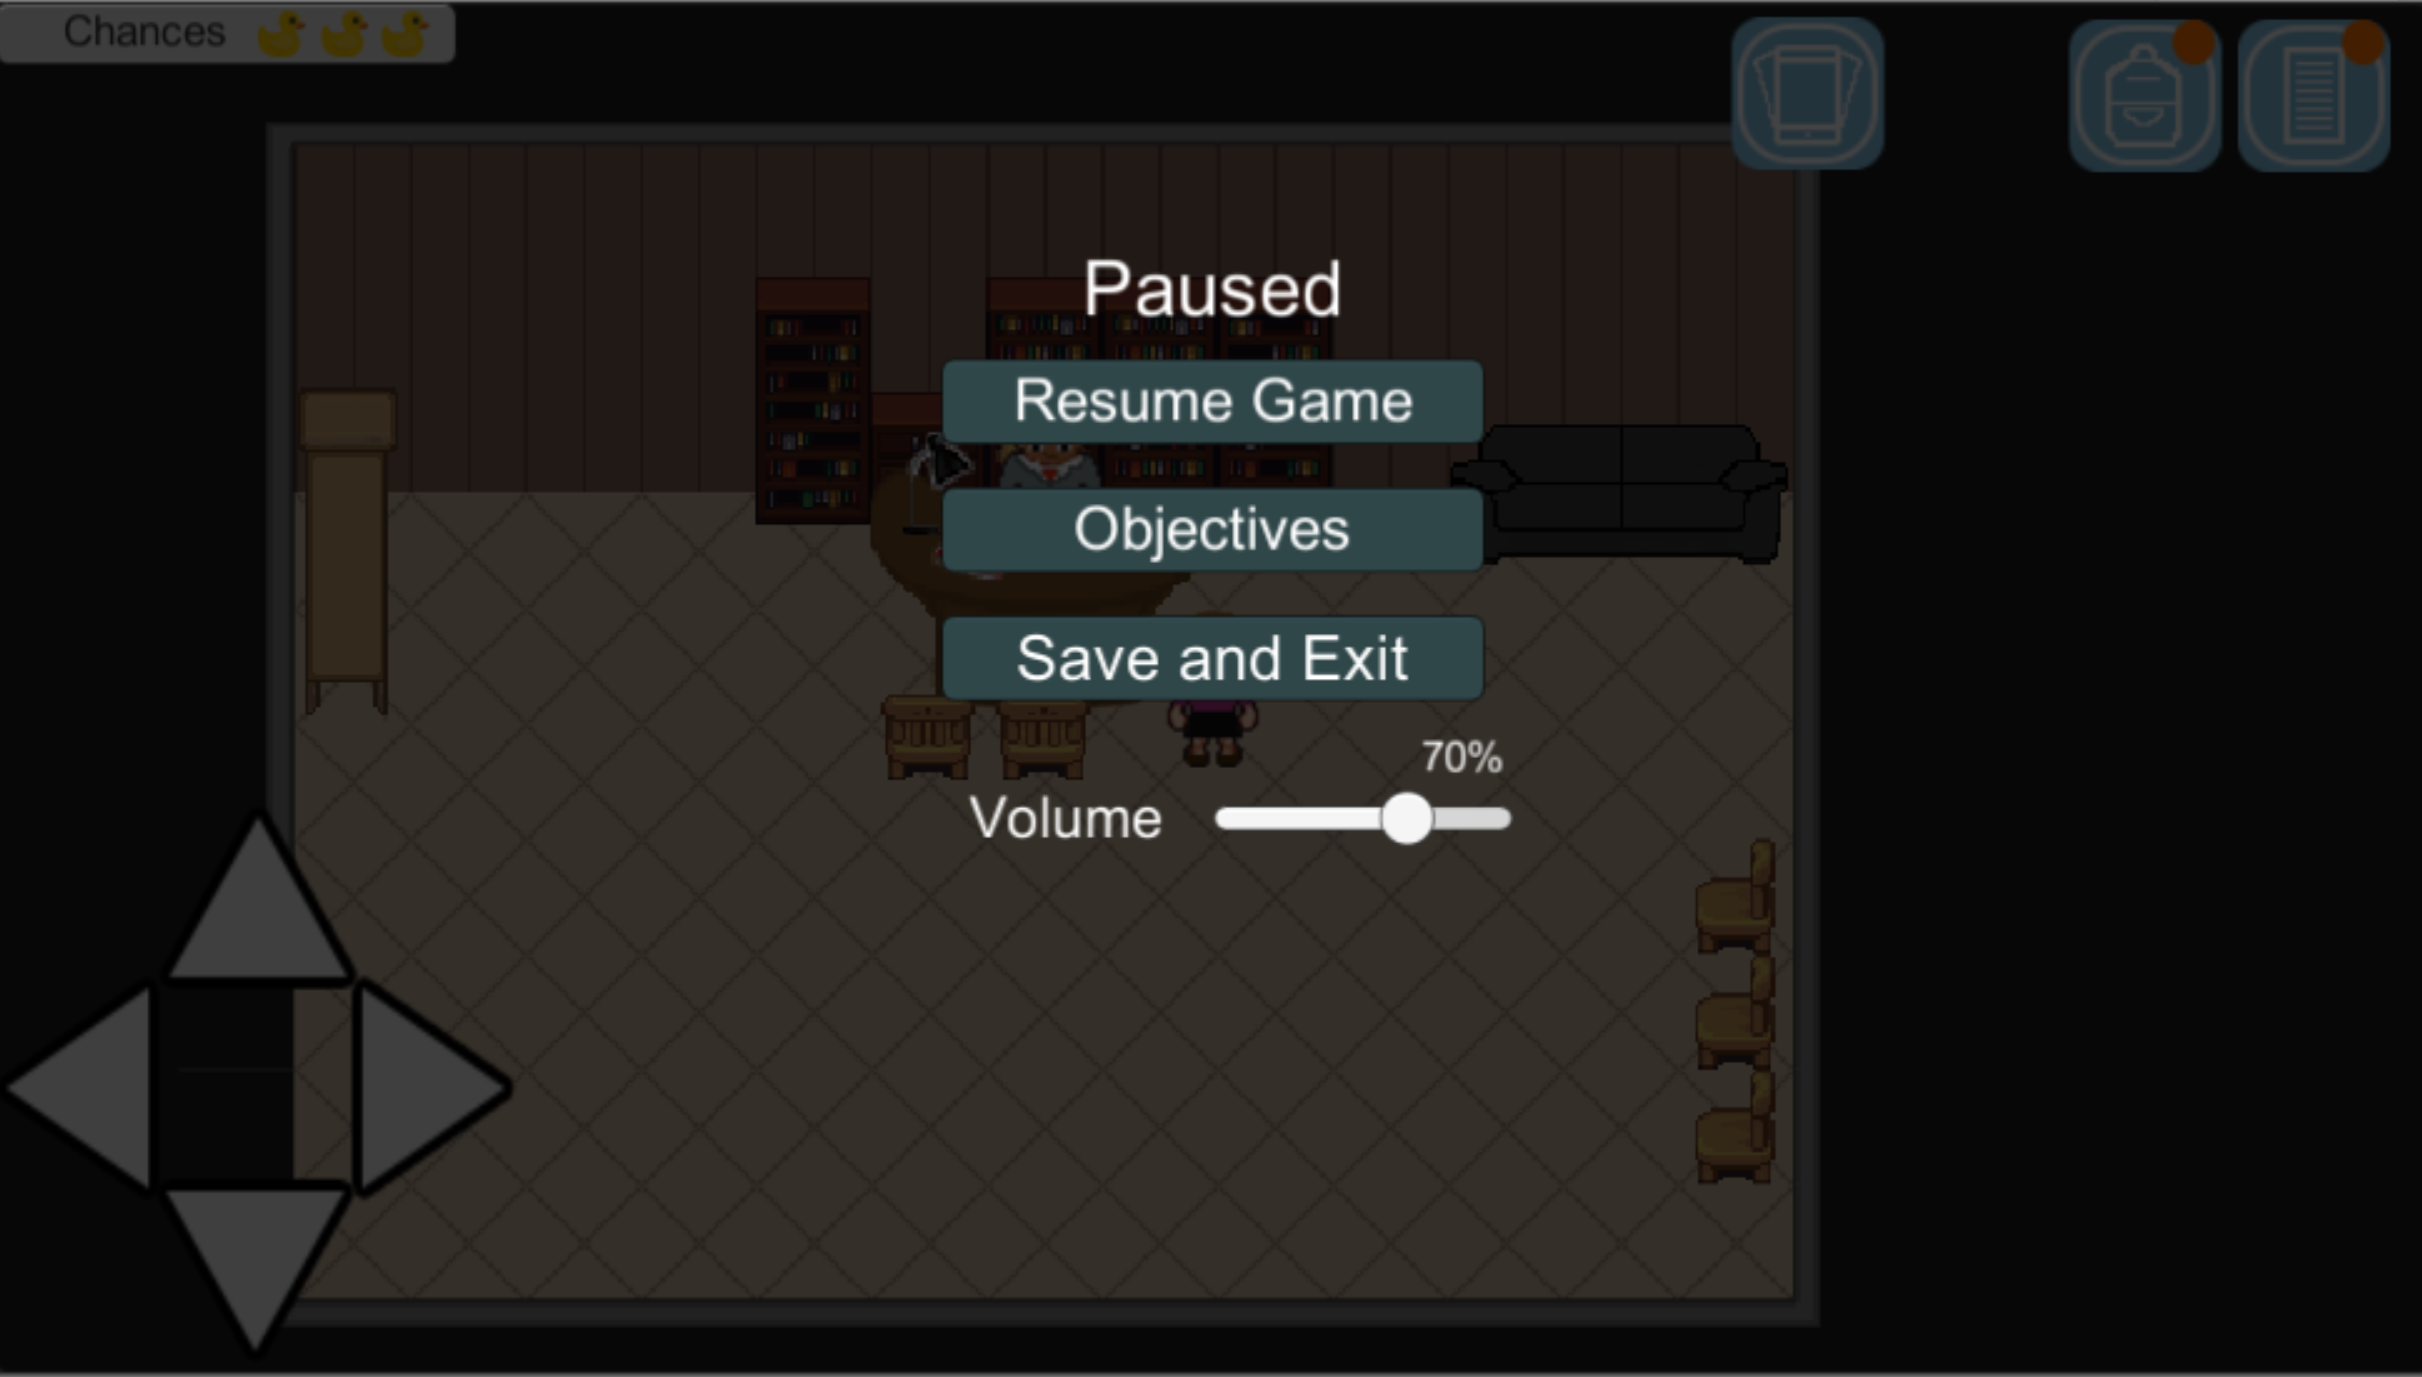 Chances
Paused
Resume Game
Objectives
Save and Exit
70%
Volume